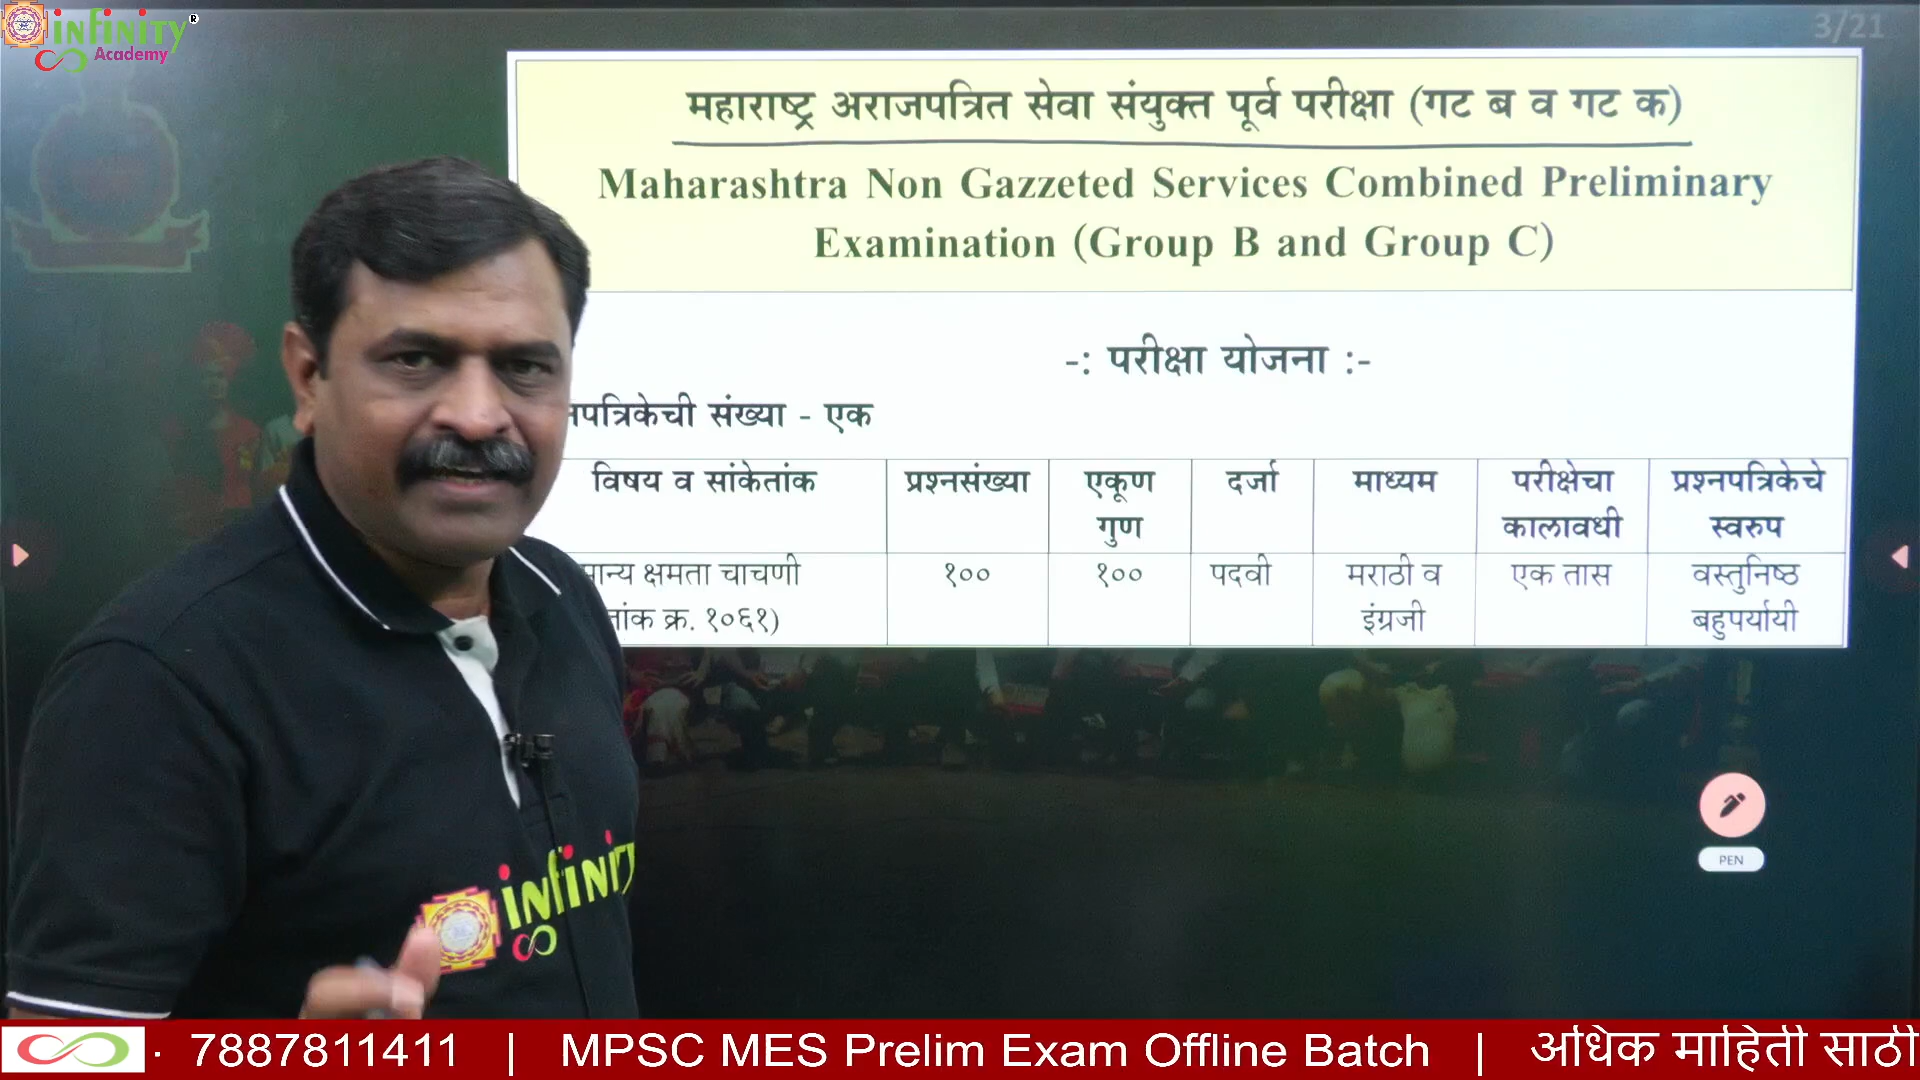 infinity
Academy
3/21
महाराष्ट्र अराजपत्रित सेवा संयुक्त पूर्व परीक्षा (गट ब व गट क)
Maharashtra Non Gazzeted Services Combined Preliminary
Examination (Group B and Group C)
-: परीक्षा योजना :-
संख्या - एक
विषय व सांकेतांक प्रश्नसंख्या एकूण गुण दर्जा माध्यम परीक्षेचा कालावधी प्रश्नपत्रिकेचे स्वरुप
क्षमता चाचणी १०० १०० पदवी मराठी व इंग्रजी एक तास वस्तुनिष्ठ बहुपर्यायी
क्र. १०६१)
PEN
infinity
7887811411 | MPSC MES Prelim Exam Offline Batch | अधिक माहिती साठी